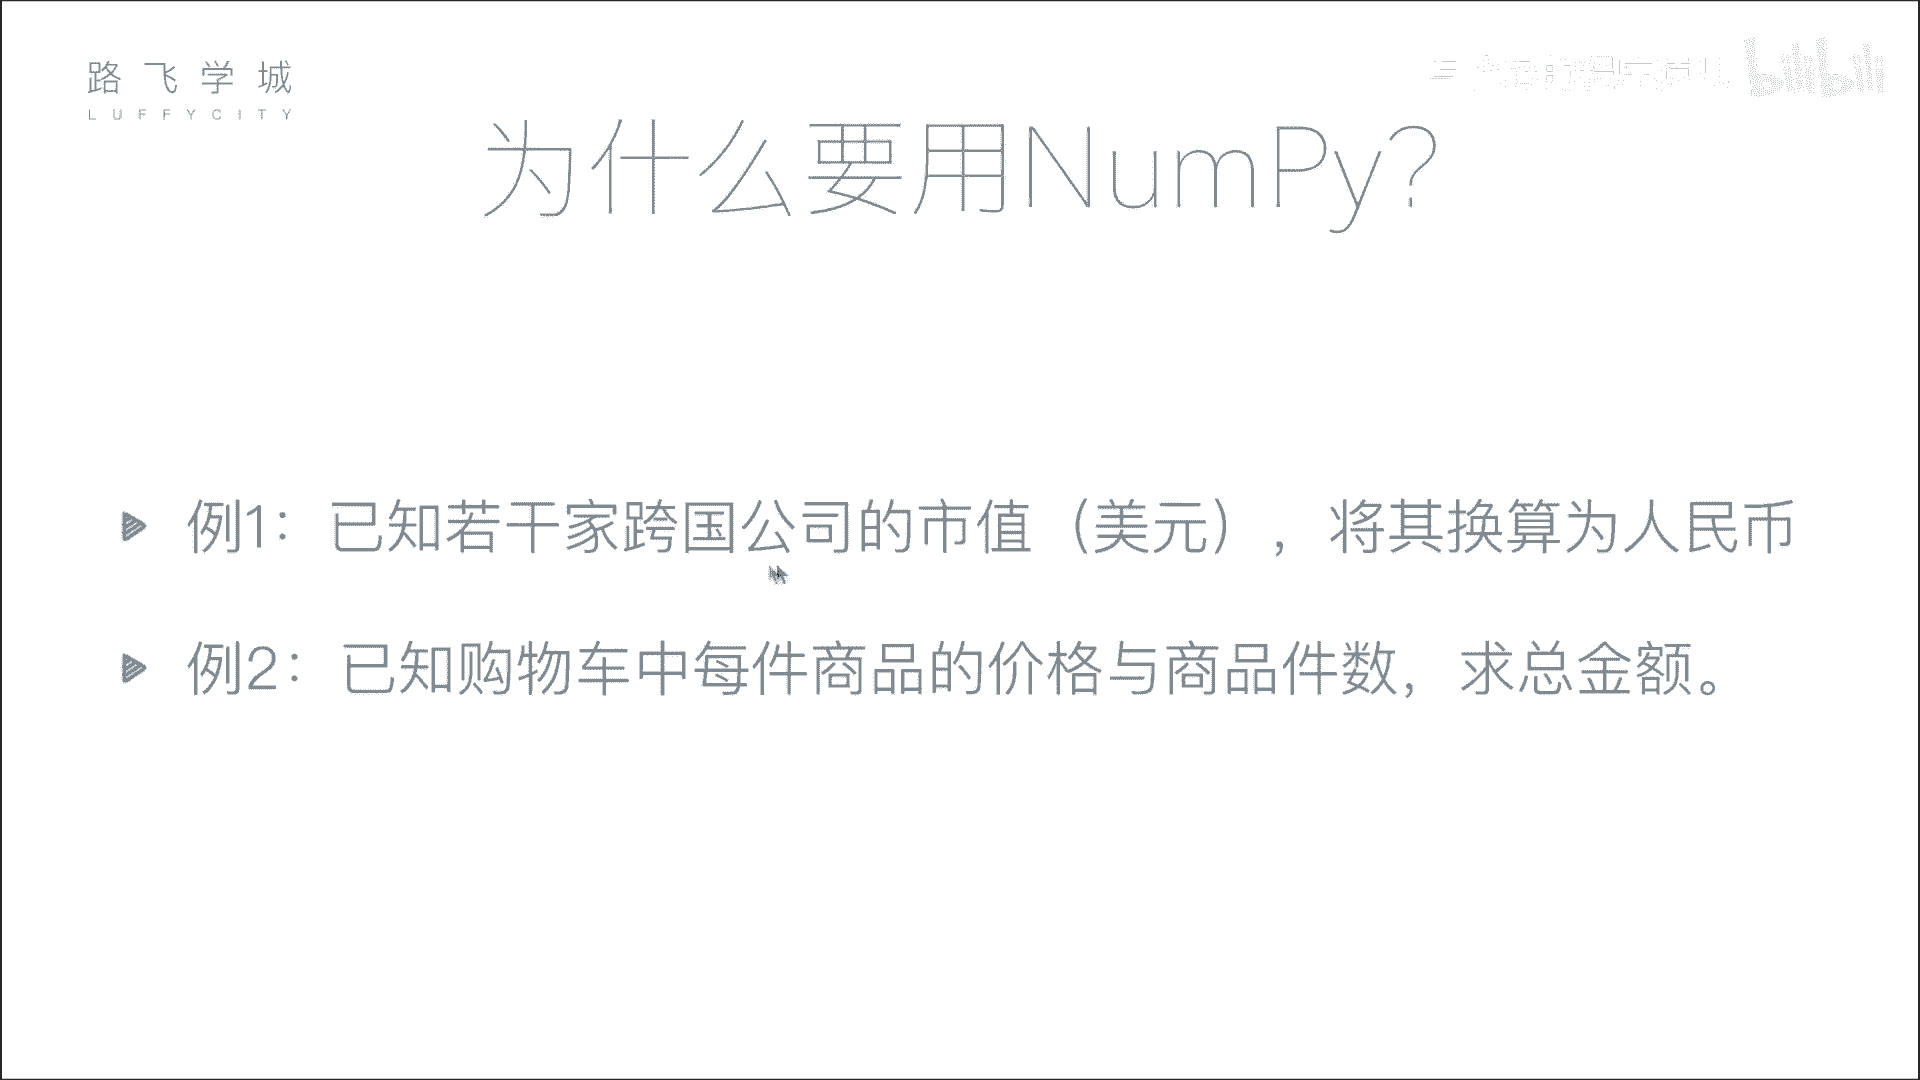 路飞学城
LUFFYCITY
bilibili
为什么要用NumPy?
例1：已知若干家跨国公司的市值（美元），将其换算为人民币
例2：已知购物车中每件商品的价格与商品件数，求总金额。